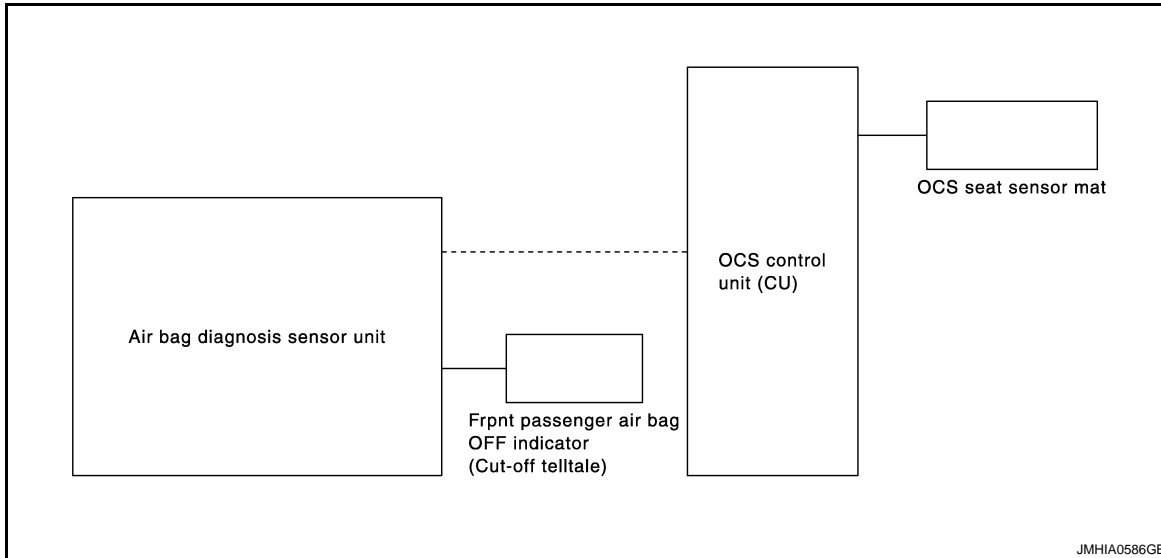 OCS seat sensor mat
OCS control
unit (CU)
Air bag diagnosis sensor unit
Frpnt passenger air bag
OFF indicator
(Cut-off telltale)
JMHIA0586GB